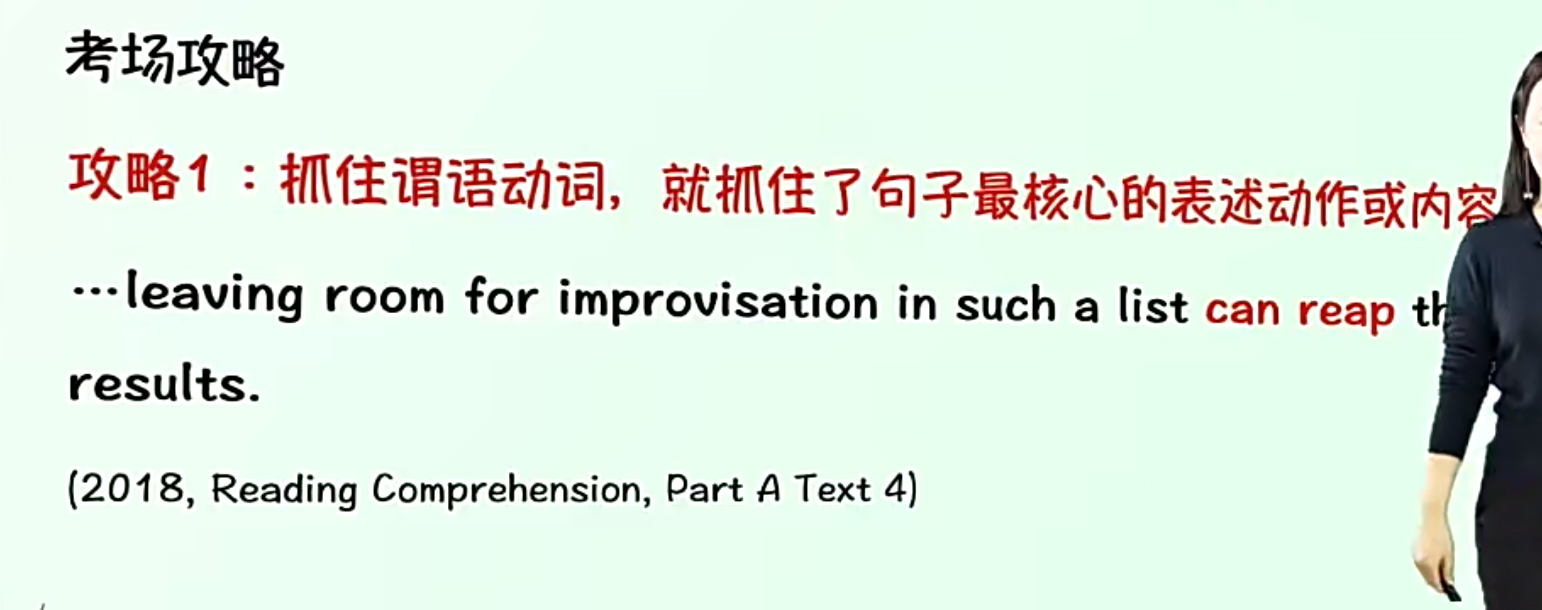 考场攻略
攻略1：抓住谓语动词，就抓住了句子最核心的表述动作或内容
…leaving room for improvisation in such a list can reap
results.
(2018, Reading Comprehension, Part A Text 4)